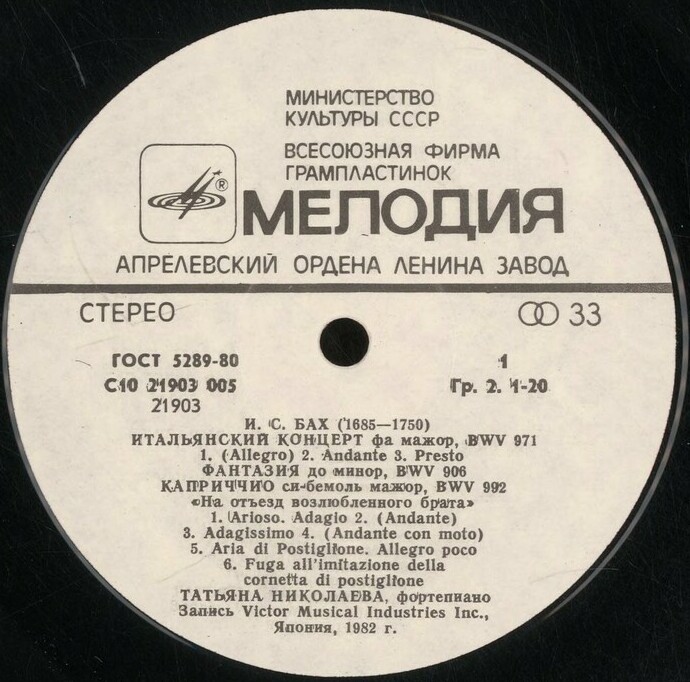 МИНИСТЕРСТВО
КУЛЬТУРЫ СССР
ВСЕСОЮЗНАЯ ФИРМА
ГРАМПЛАСТИНОК
®
МЕЛОДИЯ
АПРЕЛЕВСКИЙ ОРДЕНА ЛЕНИНА ЗАВОД
СТЕРЕО 33
ГОСТ 5289-80 1
С10 21903 005 Гр. 2. 1-20
21903
И. С. БАХ (1685—1750)
ИТАЛЬЯНСКИЙ КОНЦЕРТ фа мажор, BWV 971
1. (Allegro) 2. Andante 3. Presto
ФАНТАЗИЯ до минор, BWV 906
КАПРИЧЧИО си-бемоль мажор, BWV 992
«На отъезд возлюбленного брата»
1. Arioso. Adagio 2. (Andante)
3. Adagissimo 4. (Andante con moto)
5. Aria di Postiglione. Allegro poco
6. Fuga all'imitazione della
cornetta di postiglione
ТАТЬЯНА НИКОЛАЕВА, фортепиано
Запись Victor Musical Industries Inc.,
Япония, 1982 г.